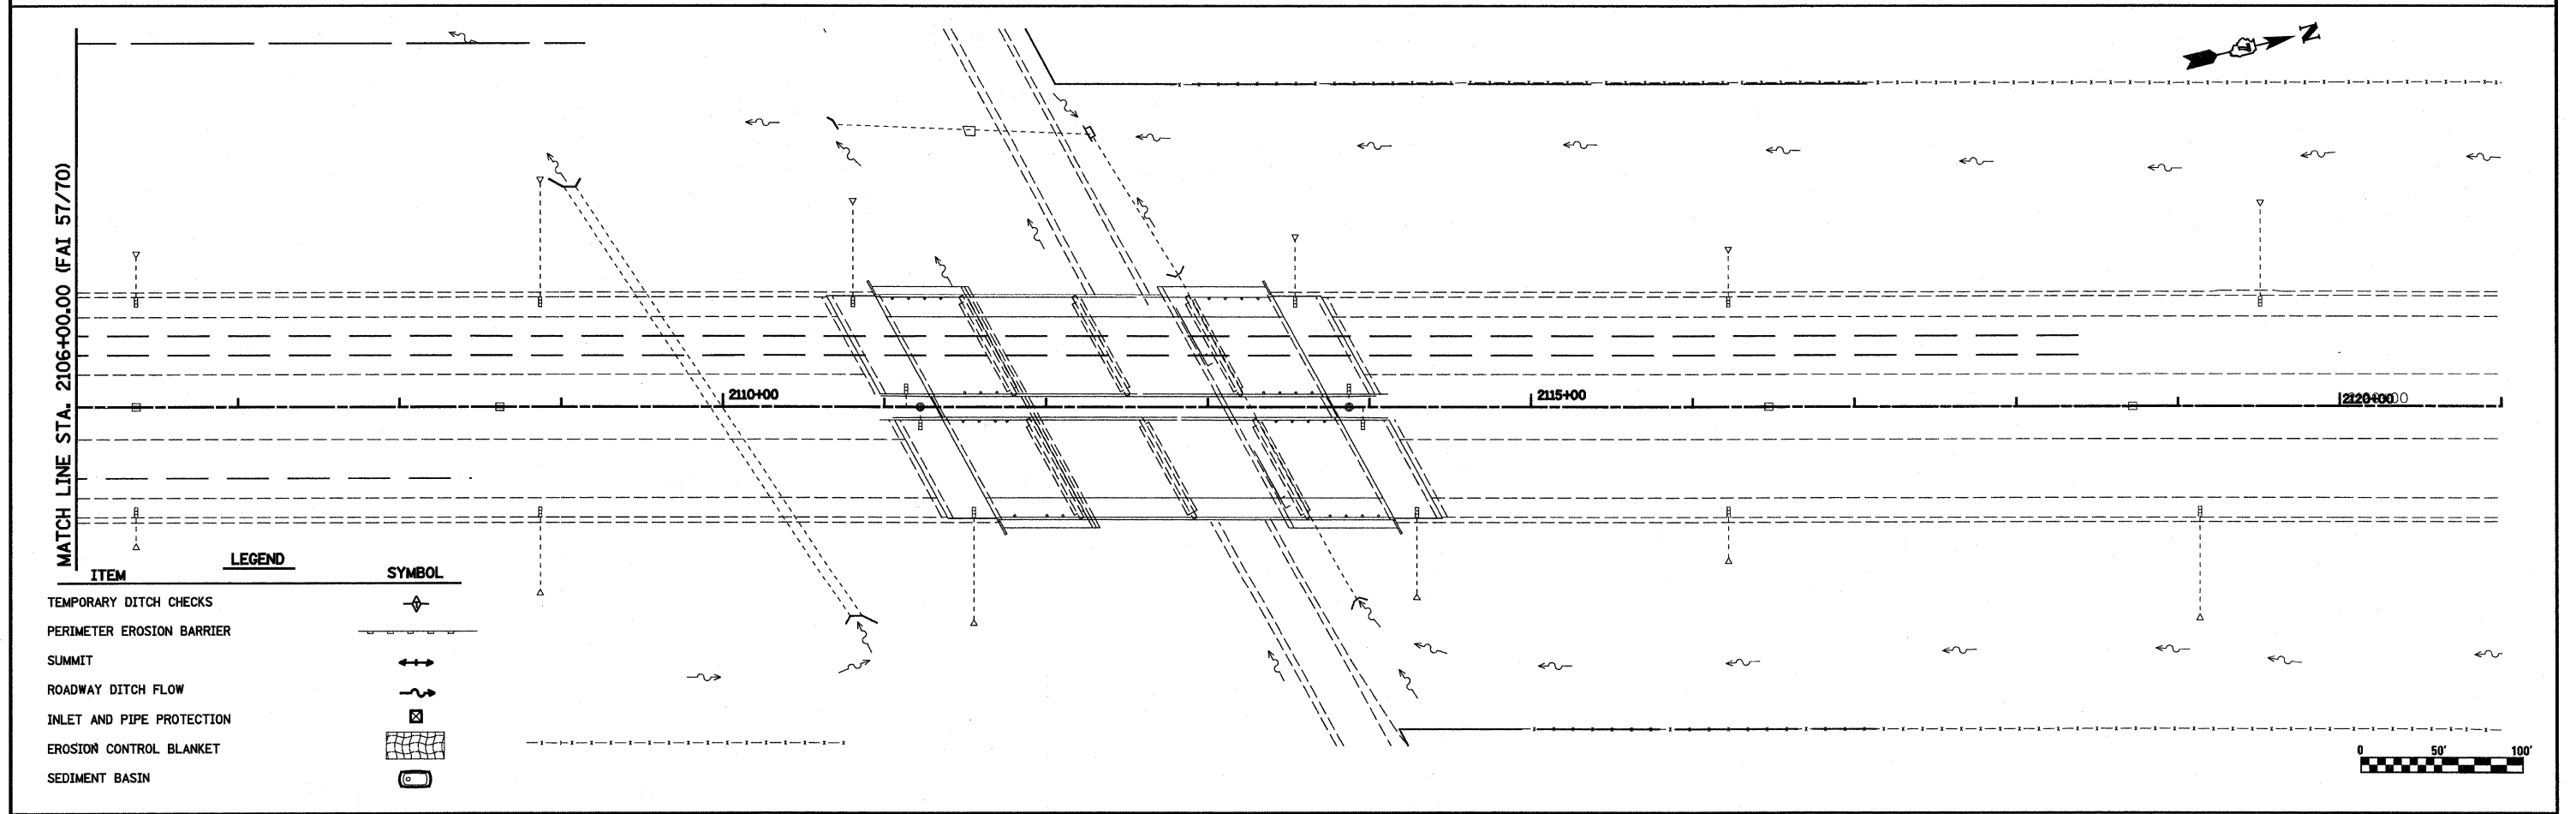 MATCH LINE STA. 2106+00.00 (FAI 57/70)
N
2110+00
2115+00
2120+00
LEGEND
ITEM SYMBOL
TEMPORARY DITCH CHECKS
PERIMETER EROSION BARRIER
SUMMIT
ROADWAY DITCH FLOW
INLET AND PIPE PROTECTION
EROSION CONTROL BLANKET
SEDIMENT BASIN
0 50' 100'